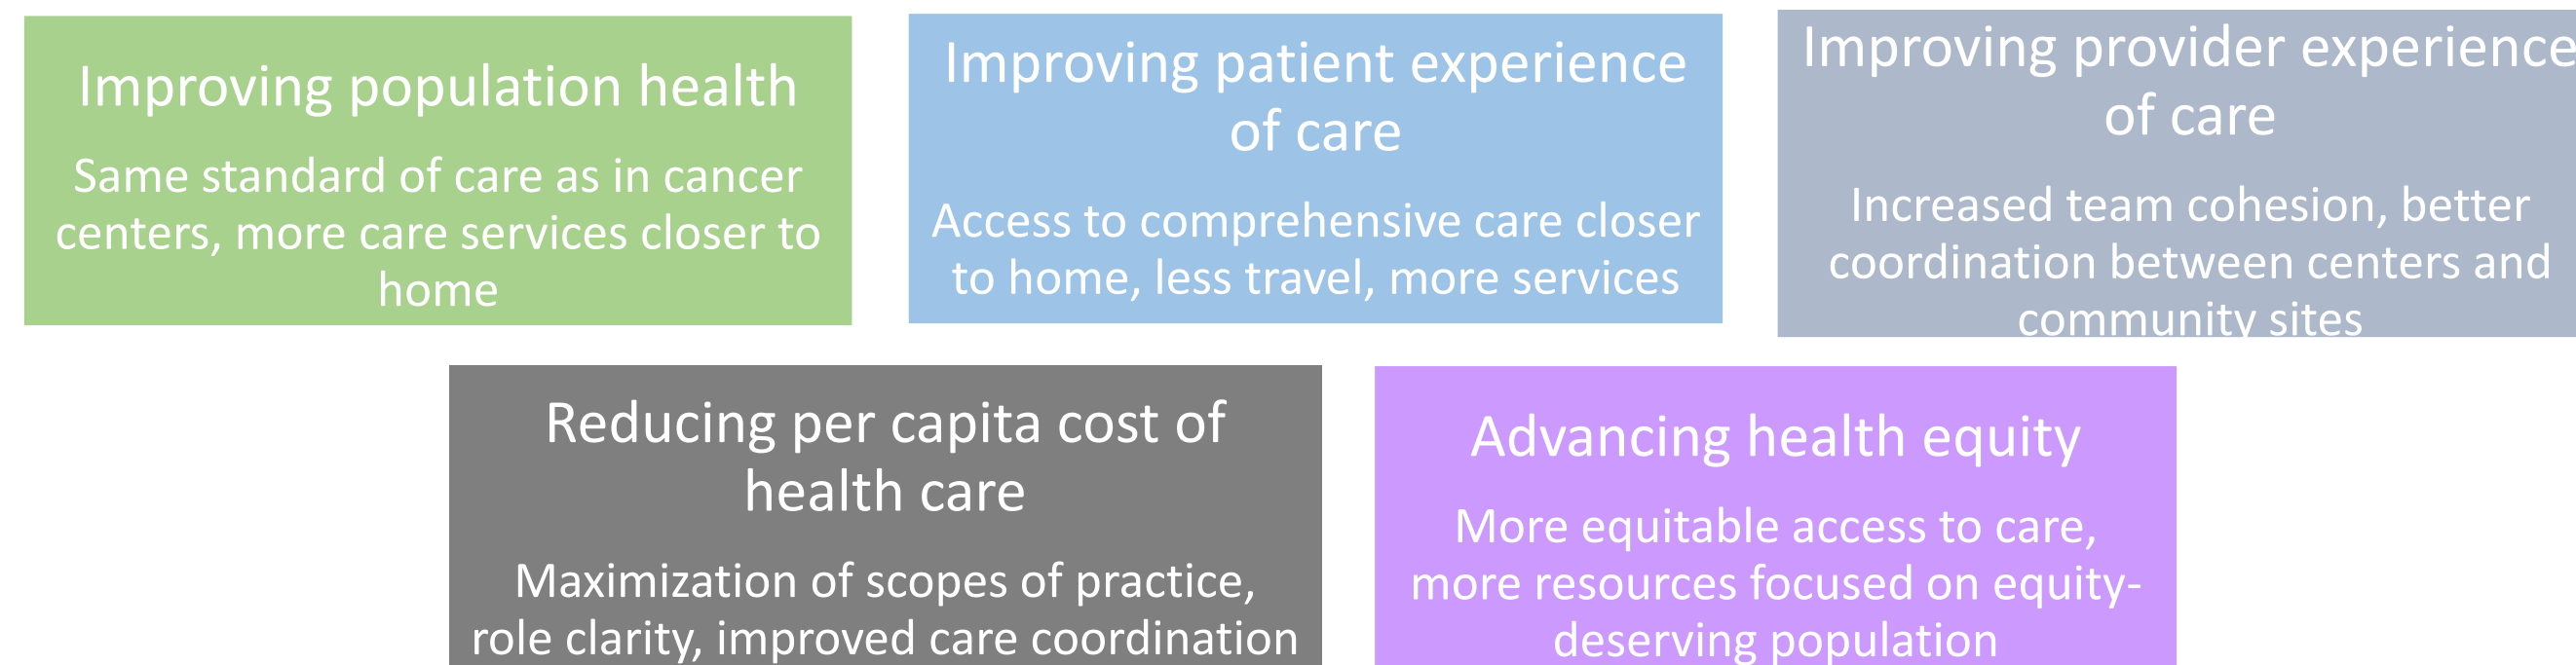 Improving population health
Same standard of care as in cancer
centers, more care services closer to
home
Improving patient experience
of care
Access to comprehensive care closer
to home, less travel, more services
Improving provider experience
of care
Increased team cohesion, better
coordination between centers and
community sites
Reducing per capita cost of
health care
Maximization of scopes of practice,
role clarity, improved care coordination
Advancing health equity
More equitable access to care,
more resources focused on equity-
deserving population